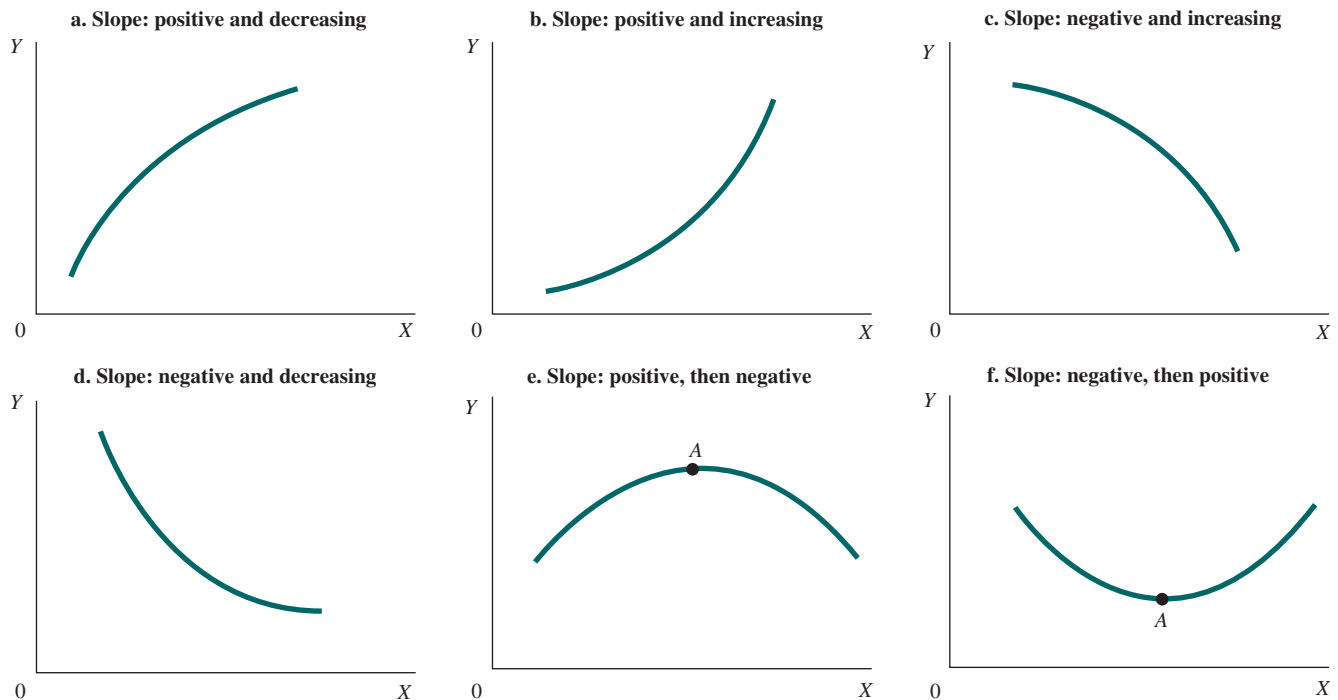 a. Slope: positive and decreasing
Y
0
X
b. Slope: positive and increasing
Y
0
X
c. Slope: negative and increasing
Y
0
X
d. Slope: negative and decreasing
Y
0
X
e. Slope: positive, then negative
Y
A
0
X
f. Slope: negative, then positive
Y
A
0
X